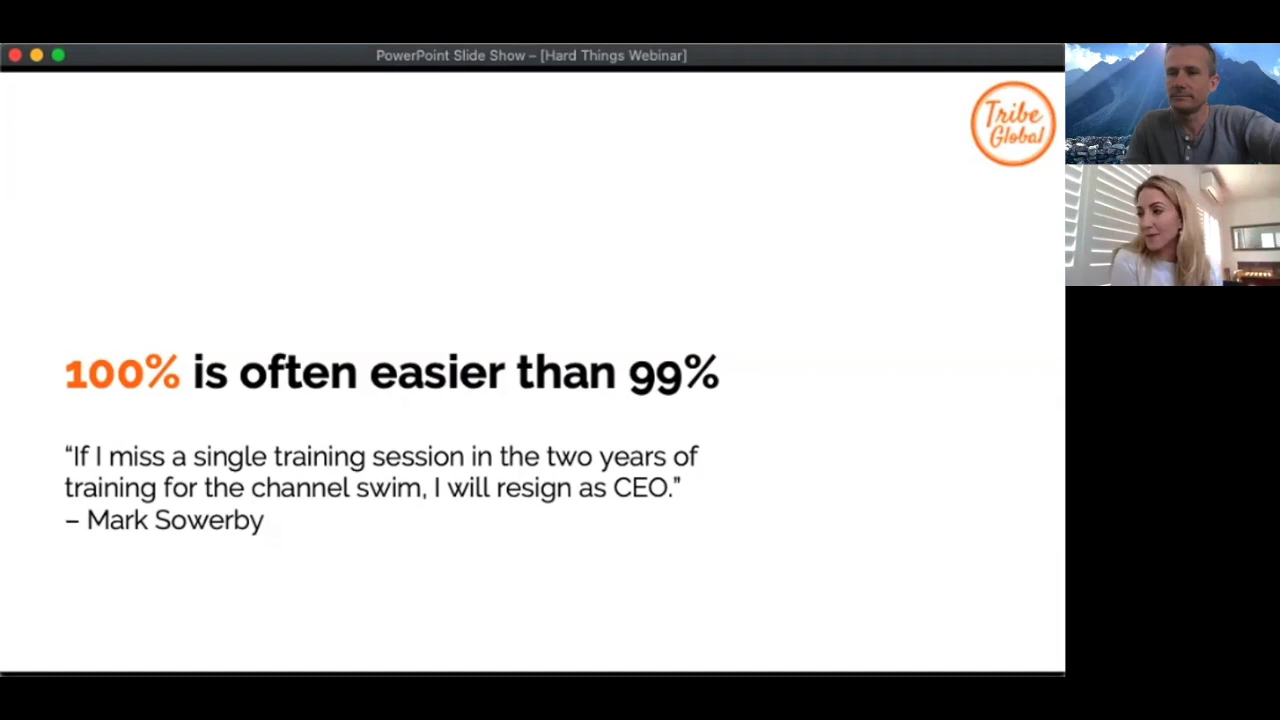 PowerPoint Slide Show – [Hard Things Webinar]
Tribe
Global
100% is often easier than 99%
“If I miss a single training session in the two years of
training for the channel swim, I will resign as CEO.”
– Mark Sowerby